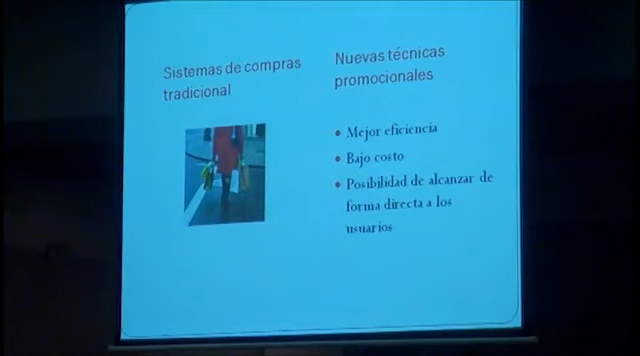 Sistemas de compras
tradicional
Nuevas técnicas
promocionales
Mejor eficiencia
Bajo costo
Posibilidad de alcanzar de
forma directa a los
usuarios